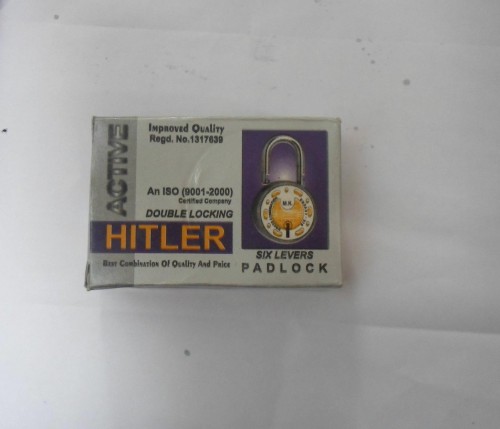 ACTIVE
Improved Quality
Regd. No.1317639
An ISO (9001-2000)
Certified Company
DOUBLE LOCKING
HITLER
Best Combination Of Quality And Price
SIX LEVERS
PADLOCK